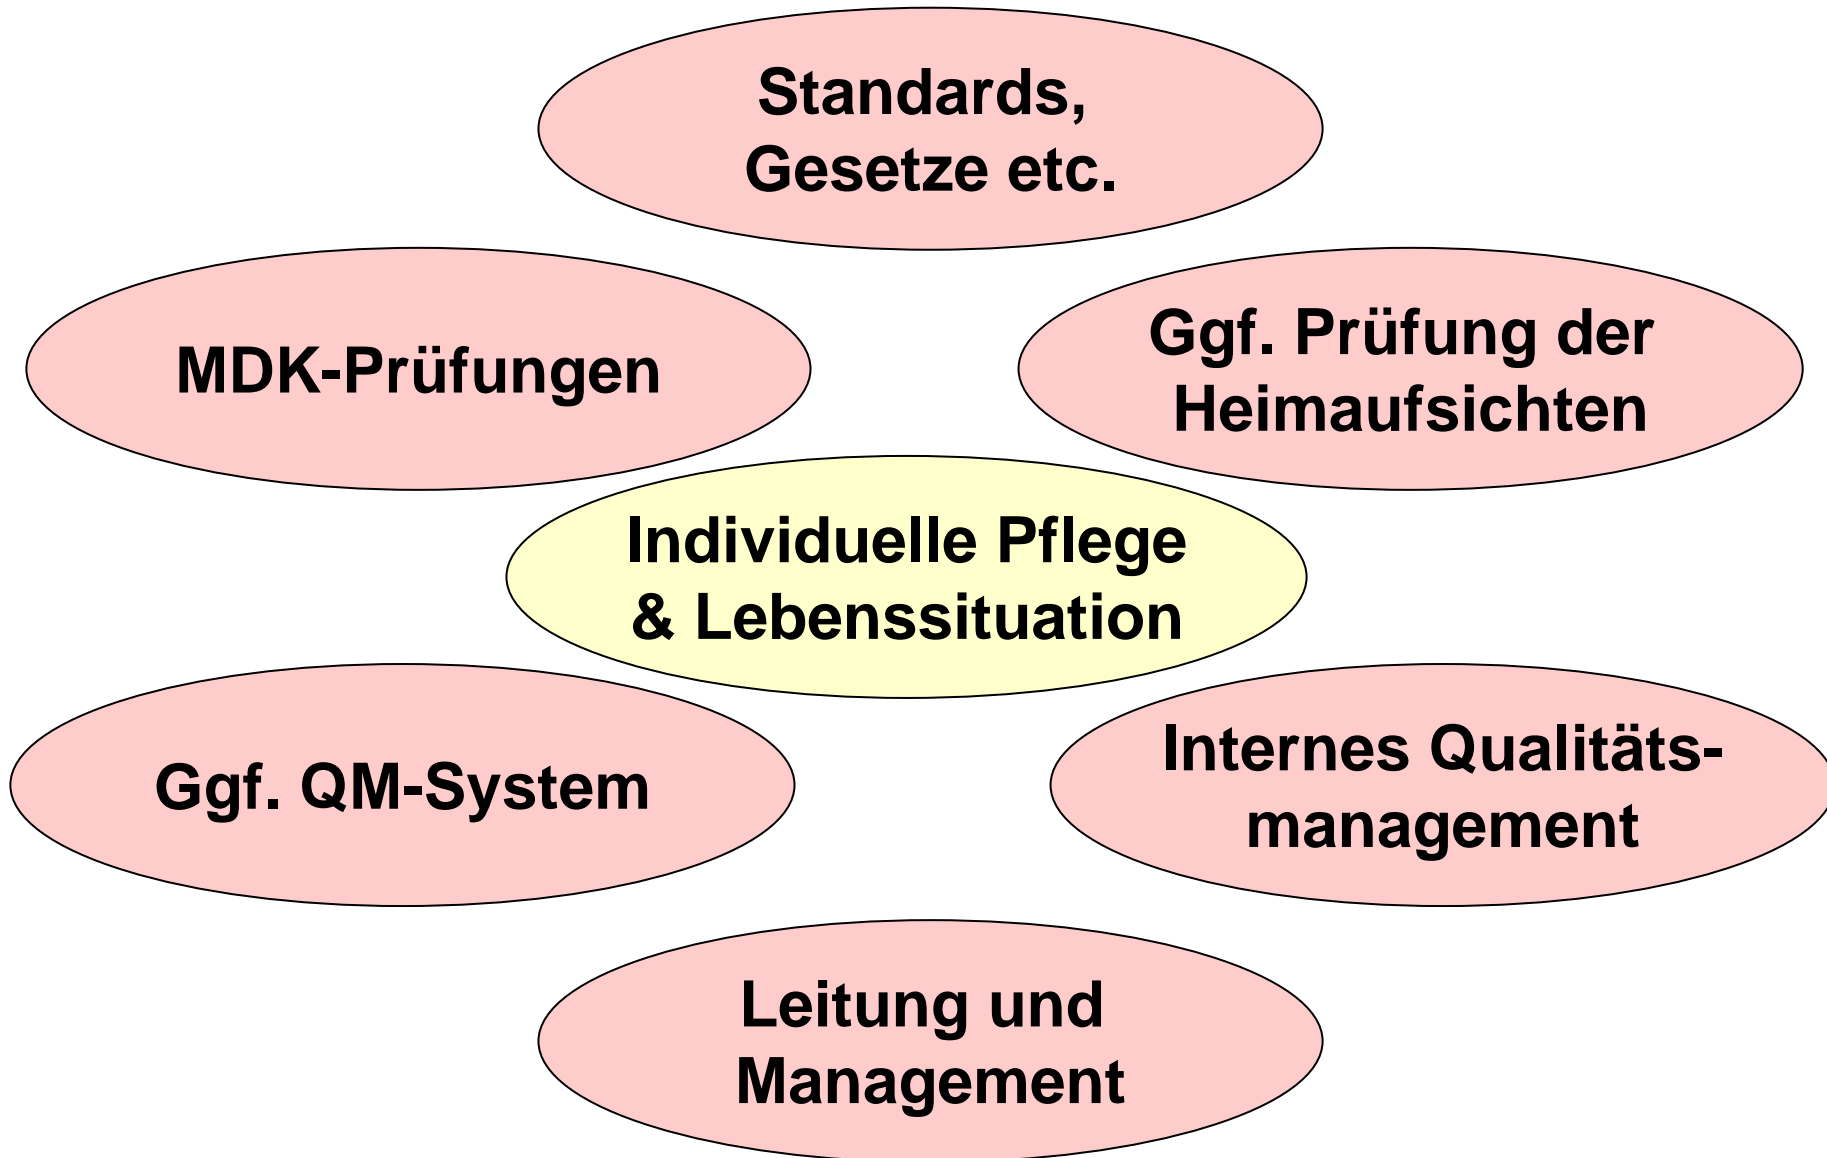 Standards,
Gesetze etc.
MDK-Prüfungen
Ggf. Prüfung der
Heimaufsichten
Individuelle Pflege
& Lebenssituation
Ggf. QM-System
Internes Qualitäts-
management
Leitung und
Management